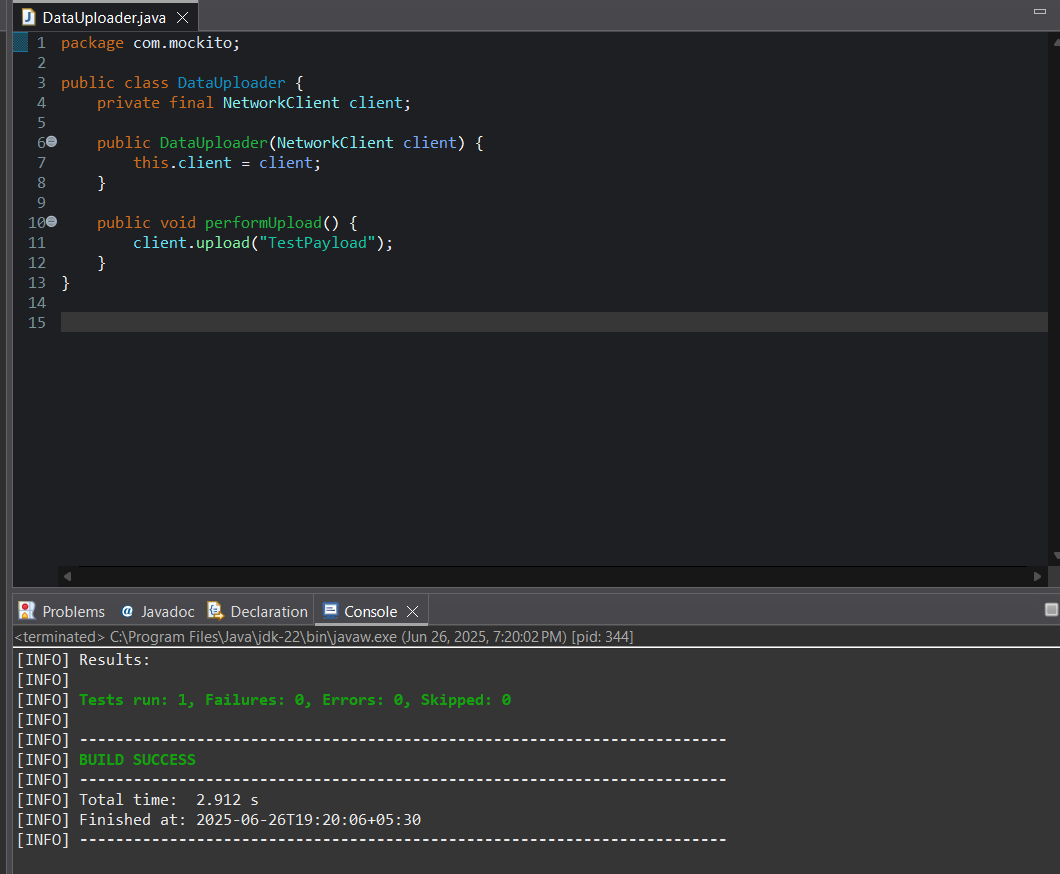 DataUploader.java
1 package com.mockito;
2
3 public class DataUploader {
4     private final NetworkClient client;
5
6     public DataUploader(NetworkClient client) {
7         this.client = client;
8     }
9
10     public void performUpload() {
11         client.upload("TestPayload");
12     }
13 }
14
15
Problems @ Javadoc Declaration Console
<terminated> C:\Program Files\Java\jdk-22\bin\javaw.exe (Jun 26, 2025, 7:20:02 PM) [pid: 344]
[INFO] Results:
[INFO]
[INFO] Tests run: 1, Failures: 0, Errors: 0, Skipped: 0
[INFO]
[INFO] ------------------------------------------------------------------------
[INFO] BUILD SUCCESS
[INFO] ------------------------------------------------------------------------
[INFO] Total time:  2.912 s
[INFO] Finished at: 2025-06-26T19:20:06+05:30
[INFO] ------------------------------------------------------------------------